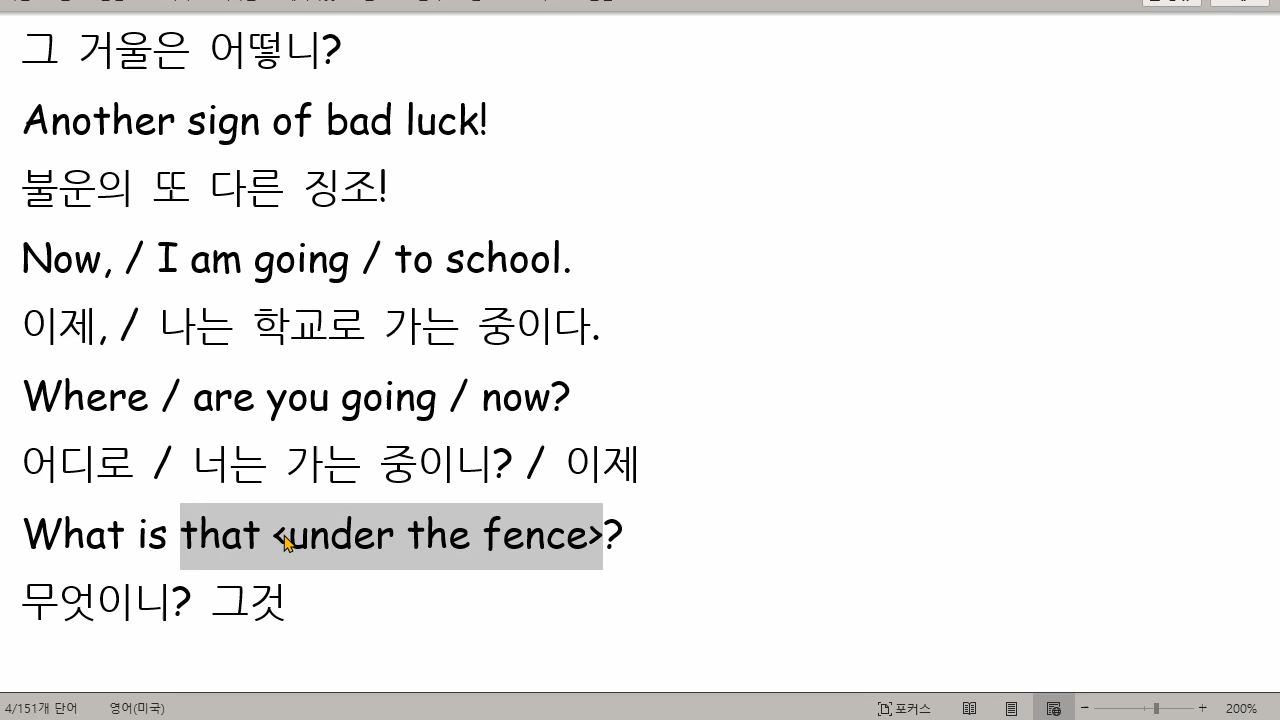 그 거울은 어떻니?
Another sign of bad luck!
불운의 또 다른 징조!
Now, / I am going / to school.
이제, / 나는 학교로 가는 중이다.
Where / are you going / now?
어디로 / 너는 가는 중이니? / 이제
What is that <under the fence>?
무엇이니? 그것
4/151개 단어 영어(미국) 포커스 200%